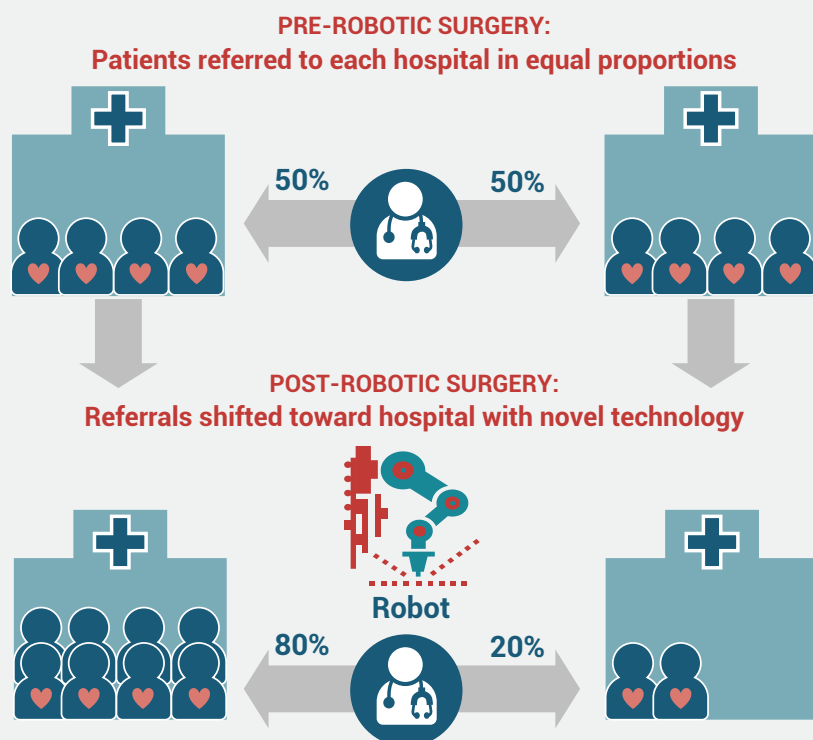 PRE-ROBOTIC SURGERY:
Patients referred to each hospital in equal proportions
50% 50%
POST-ROBOTIC SURGERY:
Referrals shifted toward hospital with novel technology
Robot
80% 20%